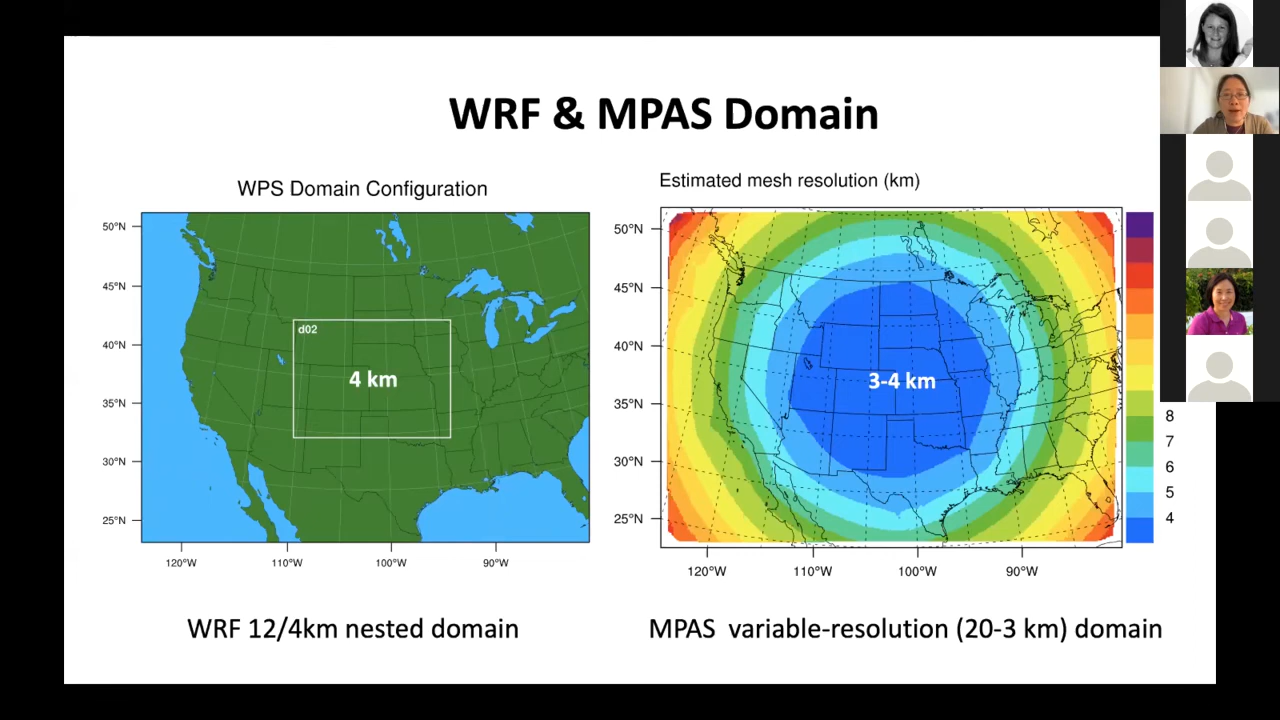 WRF & MPAS Domain
WPS Domain Configuration
50°N
45°N
40°N
35°N
30°N
25°N
120°W
110°W
100°W
90°W
d02
4 km
WRF 12/4km nested domain
Estimated mesh resolution (km)
50°N
45°N
40°N
35°N
30°N
25°N
120°W
110°W
100°W
90°W
3-4 km
8
7
6
5
4
MPAS variable-resolution (20-3 km) domain